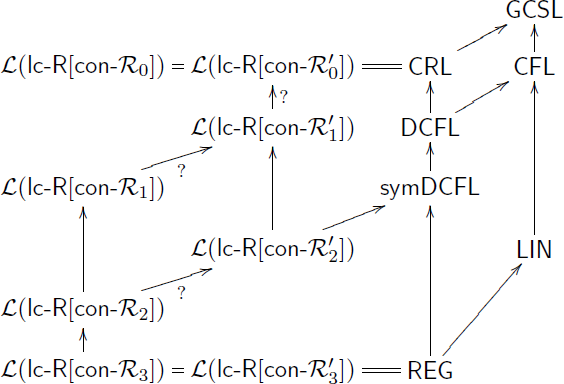 GCSL
ℒ(lc-R[con-ℛ₀]) = ℒ(lc-R[con-ℛ′₀]) CRL CFL
?
ℒ(lc-R[con-ℛ′₁]) DCFL
?
ℒ(lc-R[con-ℛ₁]) symDCFL
ℒ(lc-R[con-ℛ′₂]) LIN
?
ℒ(lc-R[con-ℛ₂])
ℒ(lc-R[con-ℛ₃]) = ℒ(lc-R[con-ℛ′₃]) REG